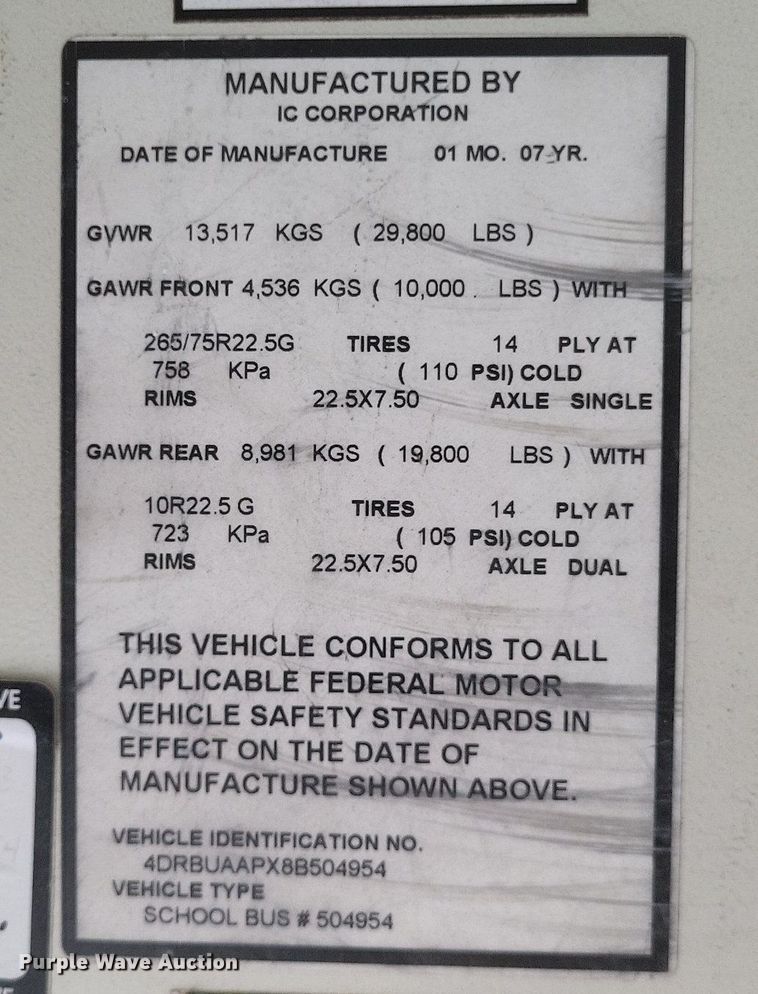 MANUFACTURED BY
IC CORPORATION
DATE OF MANUFACTURE 01 MO. 07 YR.
GVWR 13,517 KGS ( 29,800 LBS )
GAWR FRONT 4,536 KGS ( 10,000 LBS ) WITH
265/75R22.5G TIRES 14 PLY AT
758 KPa ( 110 PSI) COLD
RIMS 22.5X7.50 AXLE SINGLE
GAWR REAR 8,981 KGS ( 19,800 LBS ) WITH
10R22.5 G TIRES 14 PLY AT
723 KPa ( 105 PSI) COLD
RIMS 22.5X7.50 AXLE DUAL
THIS VEHICLE CONFORMS TO ALL
APPLICABLE FEDERAL MOTOR
VEHICLE SAFETY STANDARDS IN
EFFECT ON THE DATE OF
MANUFACTURE SHOWN ABOVE.
VEHICLE IDENTIFICATION NO.
4DRBUAAPX8B504954
VEHICLE TYPE
SCHOOL BUS # 504954
VE
Purple Wave Auction